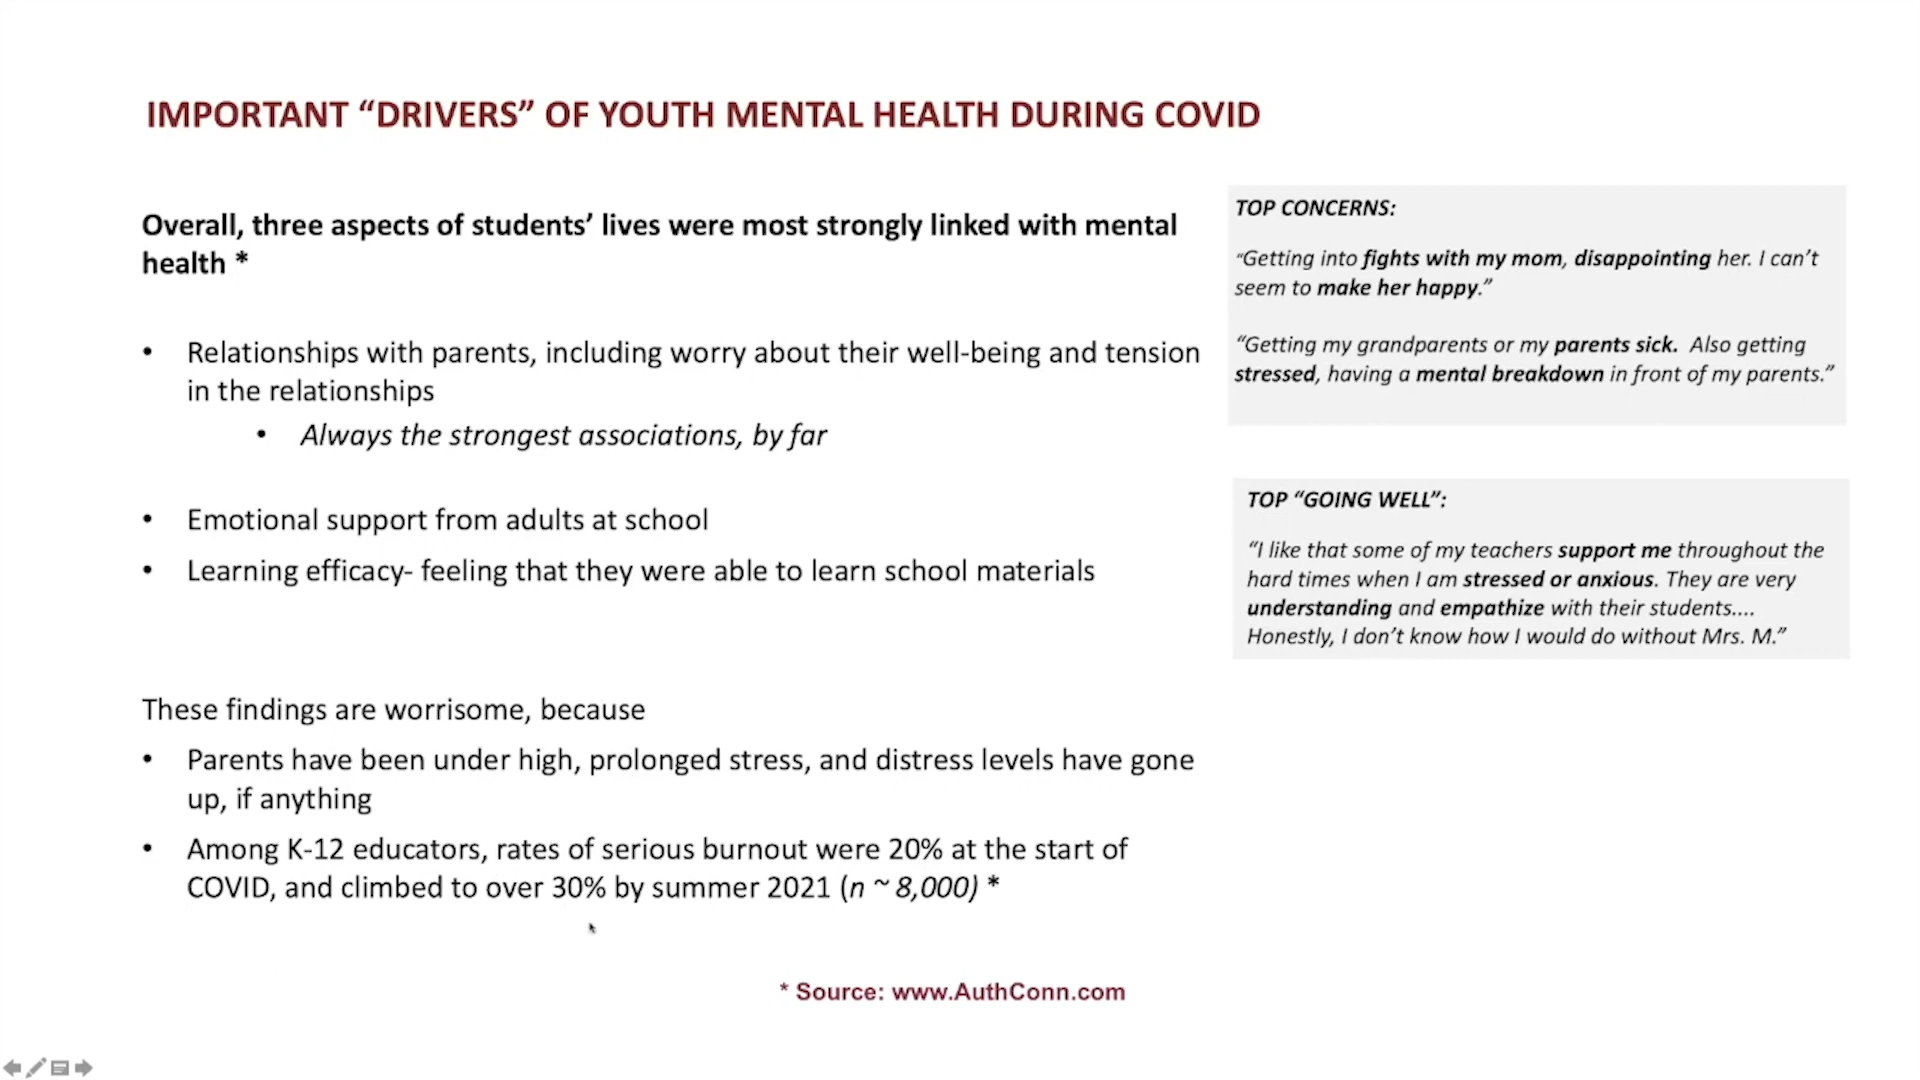 IMPORTANT “DRIVERS” OF YOUTH MENTAL HEALTH DURING COVID
Overall, three aspects of students’ lives were most strongly linked with mental
health *
• Relationships with parents, including worry about their well-being and tension
in the relationships
• Always the strongest associations, by far
• Emotional support from adults at school
• Learning efficacy- feeling that they were able to learn school materials
These findings are worrisome, because
• Parents have been under high, prolonged stress, and distress levels have gone
up, if anything
• Among K-12 educators, rates of serious burnout were 20% at the start of
COVID, and climbed to over 30% by summer 2021 (n ~ 8,000) *
TOP CONCERNS:
“Getting into fights with my mom, disappointing her. I can’t
seem to make her happy.”
“Getting my grandparents or my parents sick. Also getting
stressed, having a mental breakdown in front of my parents.”
TOP “GOING WELL”:
“I like that some of my teachers support me throughout the
hard times when I am stressed or anxious. They are very
understanding and empathize with their students....
Honestly, I don’t know how I would do without Mrs. M.”
* Source: www.AuthConn.com